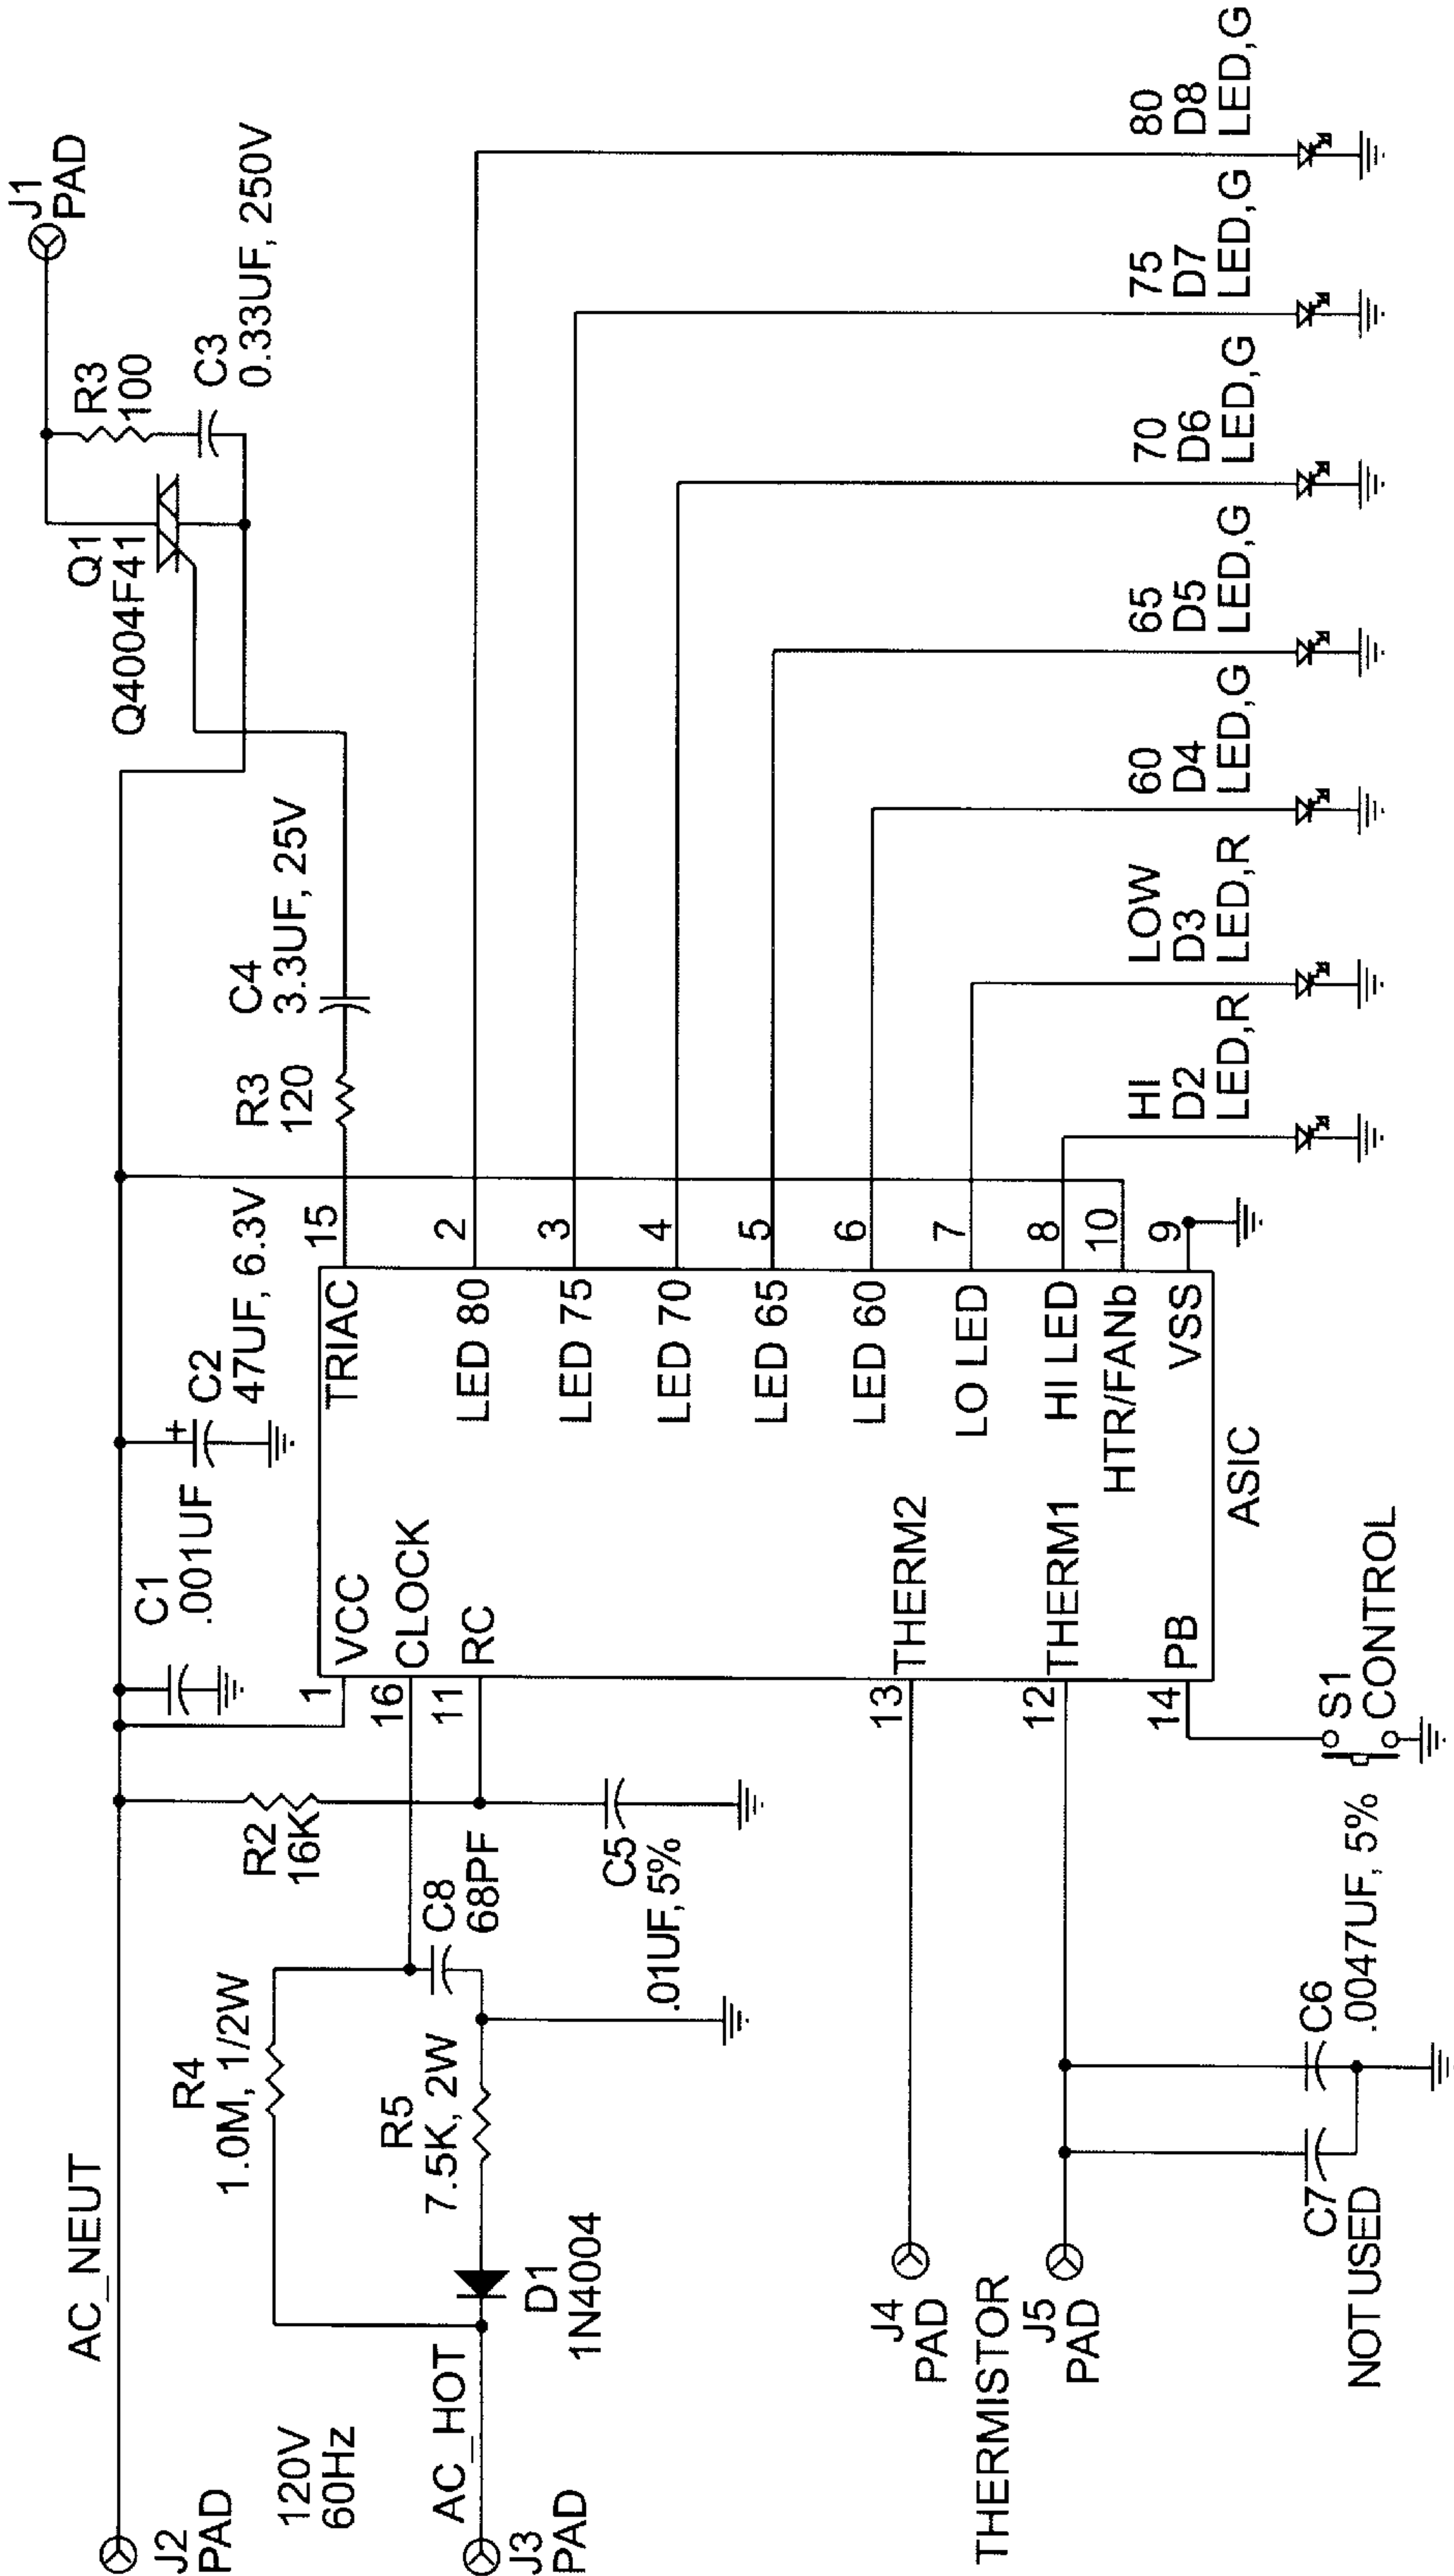 J1
PAD
R3
100
C3
0.33UF, 250V
Q1
Q4004F41
C4
3.3UF, 25V
R3
120
C2
47UF, 6.3V
C1
.001UF
AC_NEUT
J2
PAD
120V
60Hz
R4
1.0M, 1/2W
R2
16K
C8
68PF
R5
7.5K, 2W
C5
.01UF, 5%
AC_HOT
J3
PAD
D1
1N4004
1
VCC
16
CLOCK
11
RC
13
THERM2
12
THERM1
14
PB
TRIAC
15
LED 80
2
LED 75
3
LED 70
4
LED 65
5
LED 60
6
LO LED
7
HI LED
8
HTR/FANb
10
VSS
9
ASIC
J4
PAD
THERMISTOR
J5
PAD
C7
NOT USED
C6
.0047UF, 5%
S1
CONTROL
HI
D2
LED,R
LOW
D3
LED,R
60
D4
LED,G
65
D5
LED,G
70
D6
LED,G
75
D7
LED,G
80
D8
LED,G